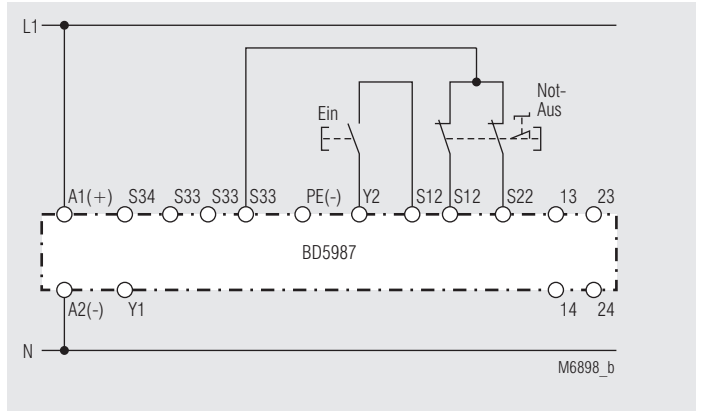 L1
Not-
Aus
Ein
A1(+) S34 S33 S33 S33 PE(-) Y2 S12 S12 S22 13 23
BD5987
A2(-) Y1 14 24
N
M6898_b